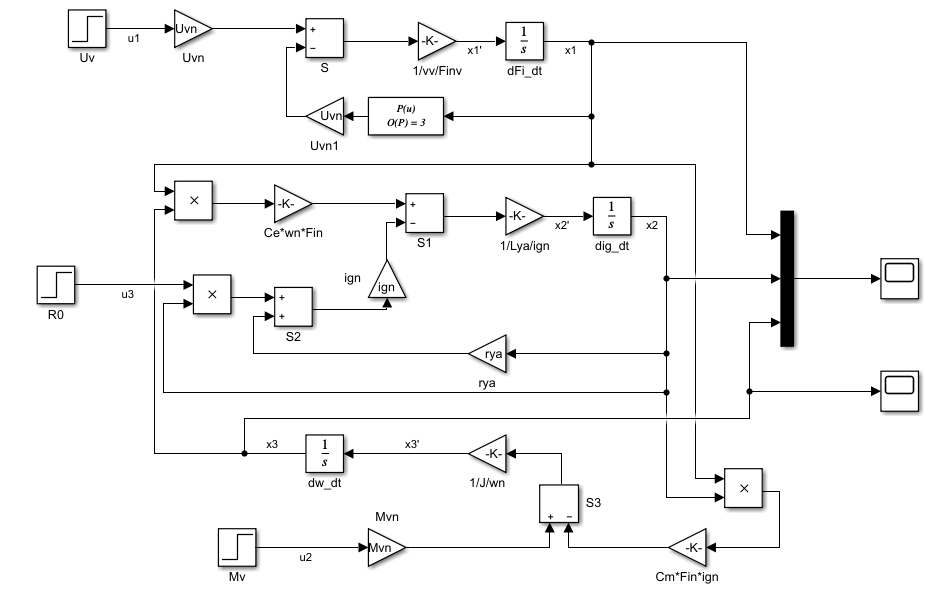 Uvn
+
u1
−
-K-
1
s
x1
Uv
Uvn
S
x1'
1/vv/Finv
dFi_dt
Uvn
P(u)
O(P) = 3
Uvn1
×
-K-
+
−
-K-
1
s
Ce*wn*Fin
S1
x2'
x2
1/Lya/ign
dig_dt
ign
ign
×
u3
+
+
R0
S2
rya
rya
x3
1
s
x3'
-K-
dw_dt
1/J/wn
×
+ −
S3
Mvn
Mvn
u2
-K-
Mv
Cm*Fin*ign